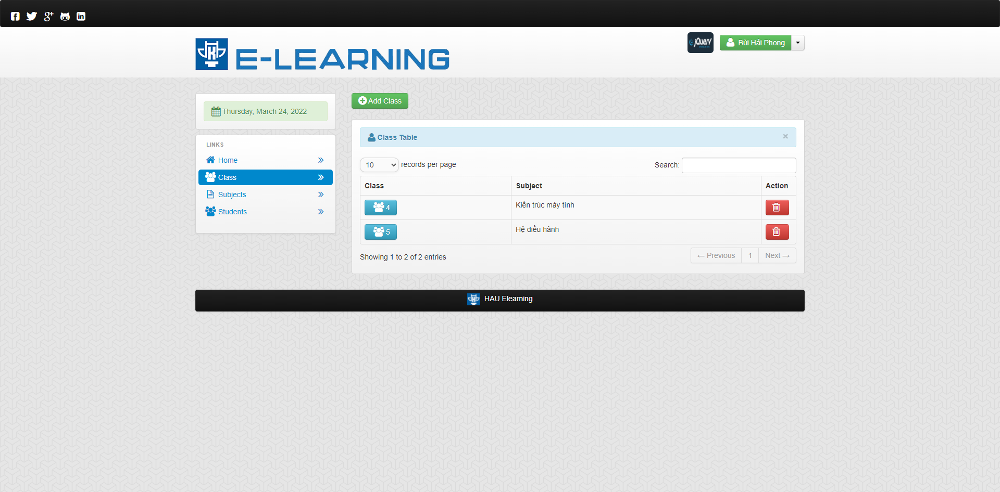 jQuery
Bùi Hải Phong
E-LEARNING
Thursday, March 24, 2022
Add Class
LINKS
Home
Class
Subjects
Students
Class Table ×
10 records per page
Search:
Class Subject Action
4 Kiến trúc máy tính
5 Hệ điều hành
Showing 1 to 2 of 2 entries
← Previous 1 Next →
HAU Elearning